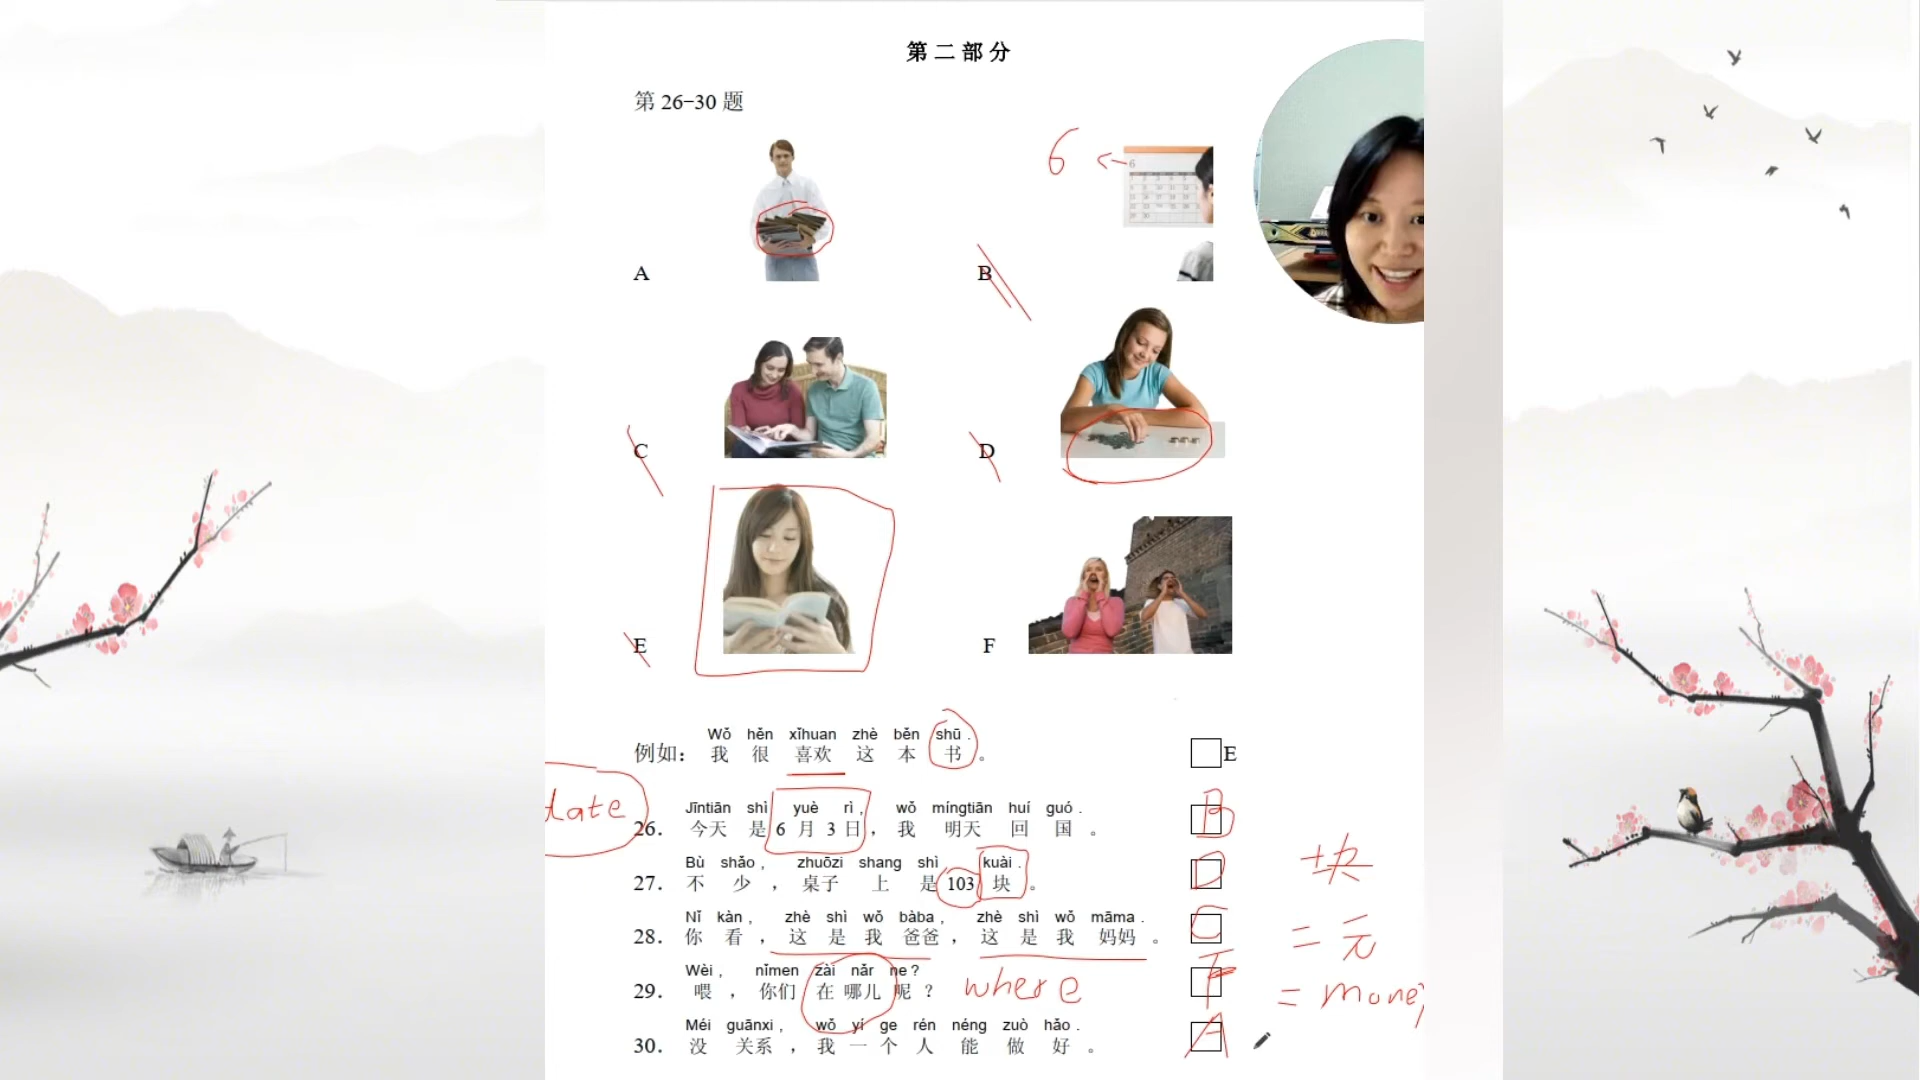 第二部分
第 26-30 题
6
6
A
B
C
D
E
F
Wǒ hěn xǐhuan zhè běn shū .
例如： 我 很 喜欢 这 本 书 。 E
date
Jīntiān shì yuè rì , wǒ míngtiān huí guó .
26. 今天 是 6 月 3 日 ， 我 明天 回 国 。 B
Bù shǎo , zhuōzi shang shì kuài .
27. 不 少 ， 桌子 上 是 103 块 。 D
块
Nǐ kàn , zhè shì wǒ bàba , zhè shì wǒ māma .
28. 你 看 ， 这 是 我 爸爸 ， 这 是 我 妈妈 。 C
= 元
Wèi , nǐmen zài nǎr ne ?
29. 喂 ， 你们 在 哪儿 呢 ？ where F
= money
Méi guānxi , wǒ yí ge rén néng zuò hǎo .
30. 没 关系 ， 我 一 个 人 能 做 好 。 A